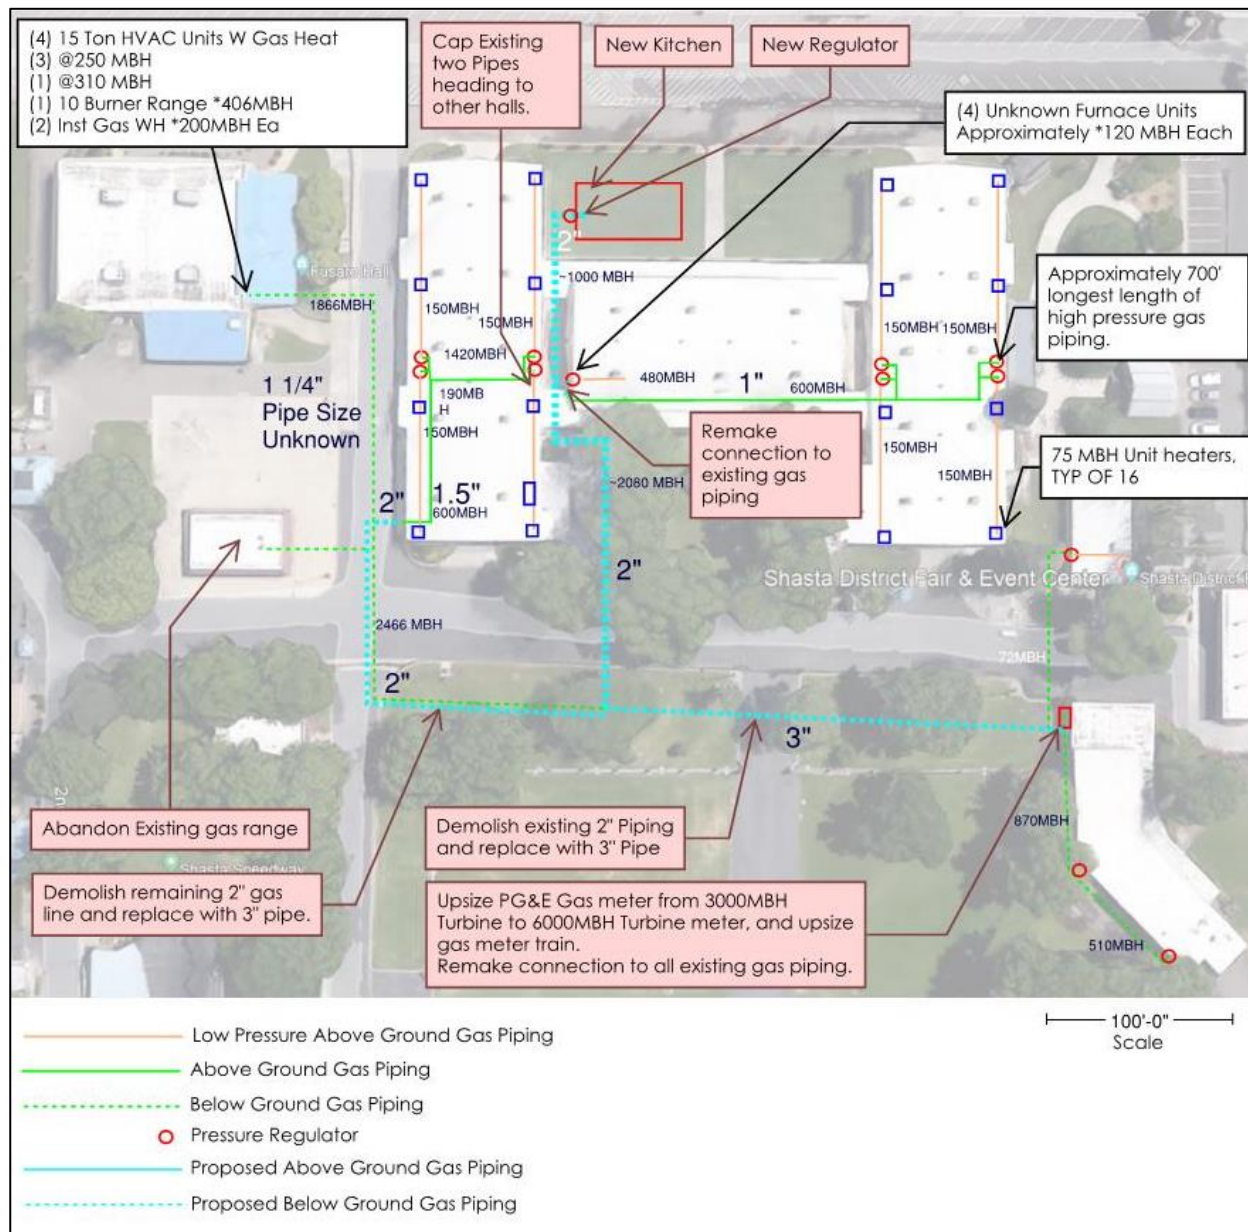 (4) 15 Ton HVAC Units W Gas Heat
(3) @250 MBH
(1) @310 MBH
(1) 10 Burner Range *406MBH
(2) Inst Gas WH *200MBH Ea
Cap Existing
two Pipes
heading to
other halls.
New Kitchen
New Regulator
(4) Unknown Furnace Units
Approximately *120 MBH Each
Fusaro Hall
2"
~1000 MBH
1866MBH
150MBH
150MBH
1420MBH
190MB
H
150MBH
1 1/4"
Pipe Size
Unknown
480MBH
1"
600MBH
150MBH
150MBH
Approximately 700'
longest length of
high pressure gas
piping.
Remake
connection to
existing gas
piping
150MBH
150MBH
75 MBH Unit heaters,
TYP OF 16
2"
1.5"
600MBH
~2080 MBH
2"
Shasta District Fair & Event Center
Shasta District F
2466 MBH
72MBH
2"
3"
2n
Abandon Existing gas range
Shasta Speedway
Demolish remaining 2" gas
line and replace with 3" pipe.
Demolish existing 2" Piping
and replace with 3" Pipe
870MBH
Upsize PG&E Gas meter from 3000MBH
Turbine to 6000MBH Turbine meter, and upsize
gas meter train.
Remake connection to all existing gas piping.
510MBH
Low Pressure Above Ground Gas Piping
Above Ground Gas Piping
Below Ground Gas Piping
Pressure Regulator
Proposed Above Ground Gas Piping
Proposed Below Ground Gas Piping
100'-0"
Scale